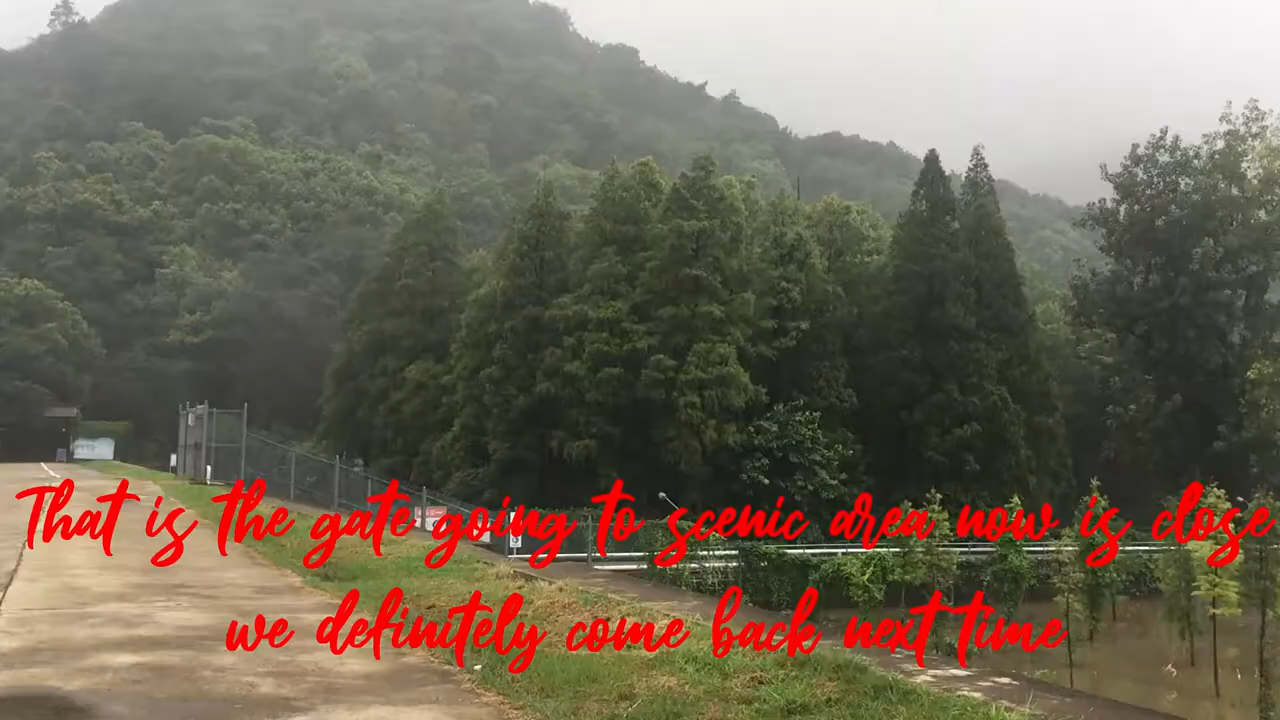 That is the gate going to scenic area now is close
we definitely come back next time